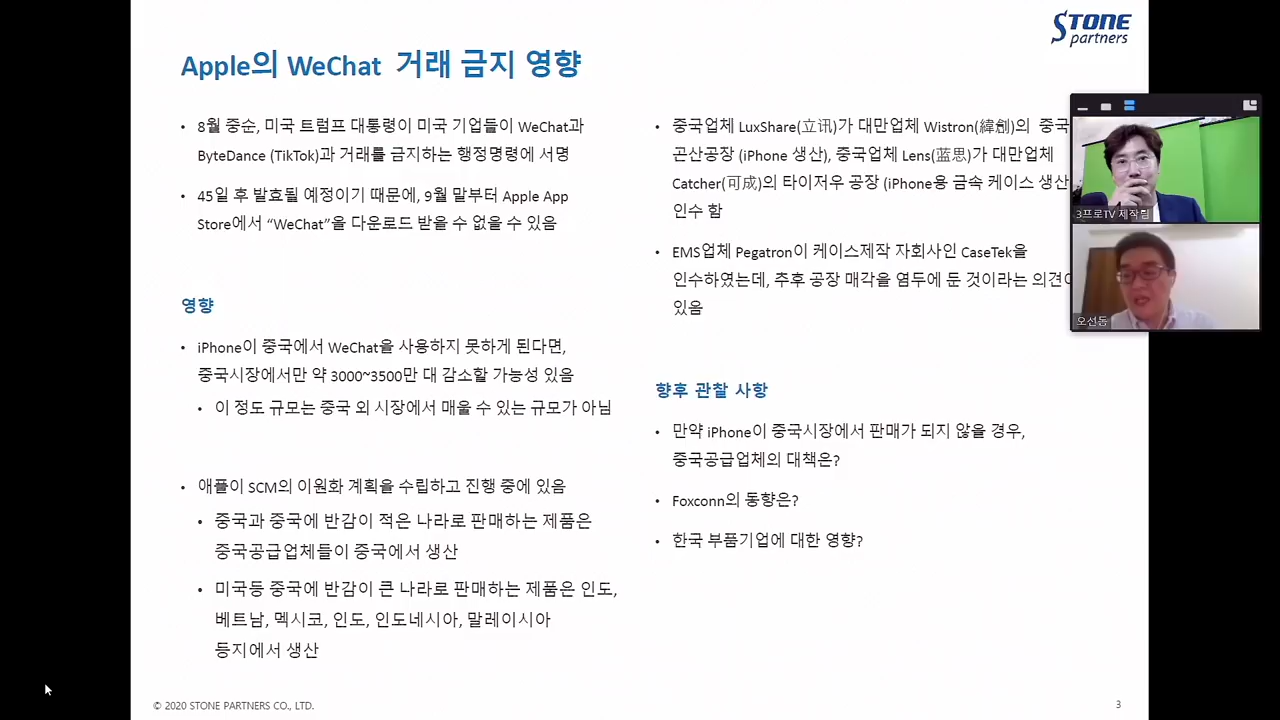 STONE
partners
Apple의 WeChat 거래 금지 영향
• 8월 중순, 미국 트럼프 대통령이 미국 기업들이 WeChat과
ByteDance (TikTok)과 거래를 금지하는 행정명령에 서명
• 45일 후 발효될 예정이기 때문에, 9월 말부터 Apple App
Store에서 “WeChat”을 다운로드 받을 수 없을 수 있음
영향
• iPhone이 중국에서 WeChat을 사용하지 못하게 된다면,
중국시장에서만 약 3000~3500만 대 감소할 가능성 있음
• 이 정도 규모는 중국 외 시장에서 매울 수 있는 규모가 아님
• 애플이 SCM의 이원화 계획을 수립하고 진행 중에 있음
• 중국과 중국에 반감이 적은 나라로 판매하는 제품은
중국공급업체들이 중국에서 생산
• 미국등 중국에 반감이 큰 나라로 판매하는 제품은 인도,
베트남, 멕시코, 인도, 인도네시아, 말레이시아
등지에서 생산
• 중국업체 LuxShare(立讯)가 대만업체 Wistron(緯創)의 중국
곤산공장 (iPhone 생산), 중국업체 Lens(蓝思)가 대만업체
Catcher(可成)의 타이저우 공장 (iPhone용 금속 케이스 생산
인수 함
• EMS업체 Pegatron이 케이스제작 자회사인 CaseTek을
인수하였는데, 추후 공장 매각을 염두에 둔 것이라는 의견
있음
향후 관찰 사항
• 만약 iPhone이 중국시장에서 판매가 되지 않을 경우,
중국공급업체의 대책은?
• Foxconn의 동향은?
• 한국 부품기업에 대한 영향?
3프로TV 제작팀
오선동
© 2020 STONE PARTNERS CO., LTD.
3